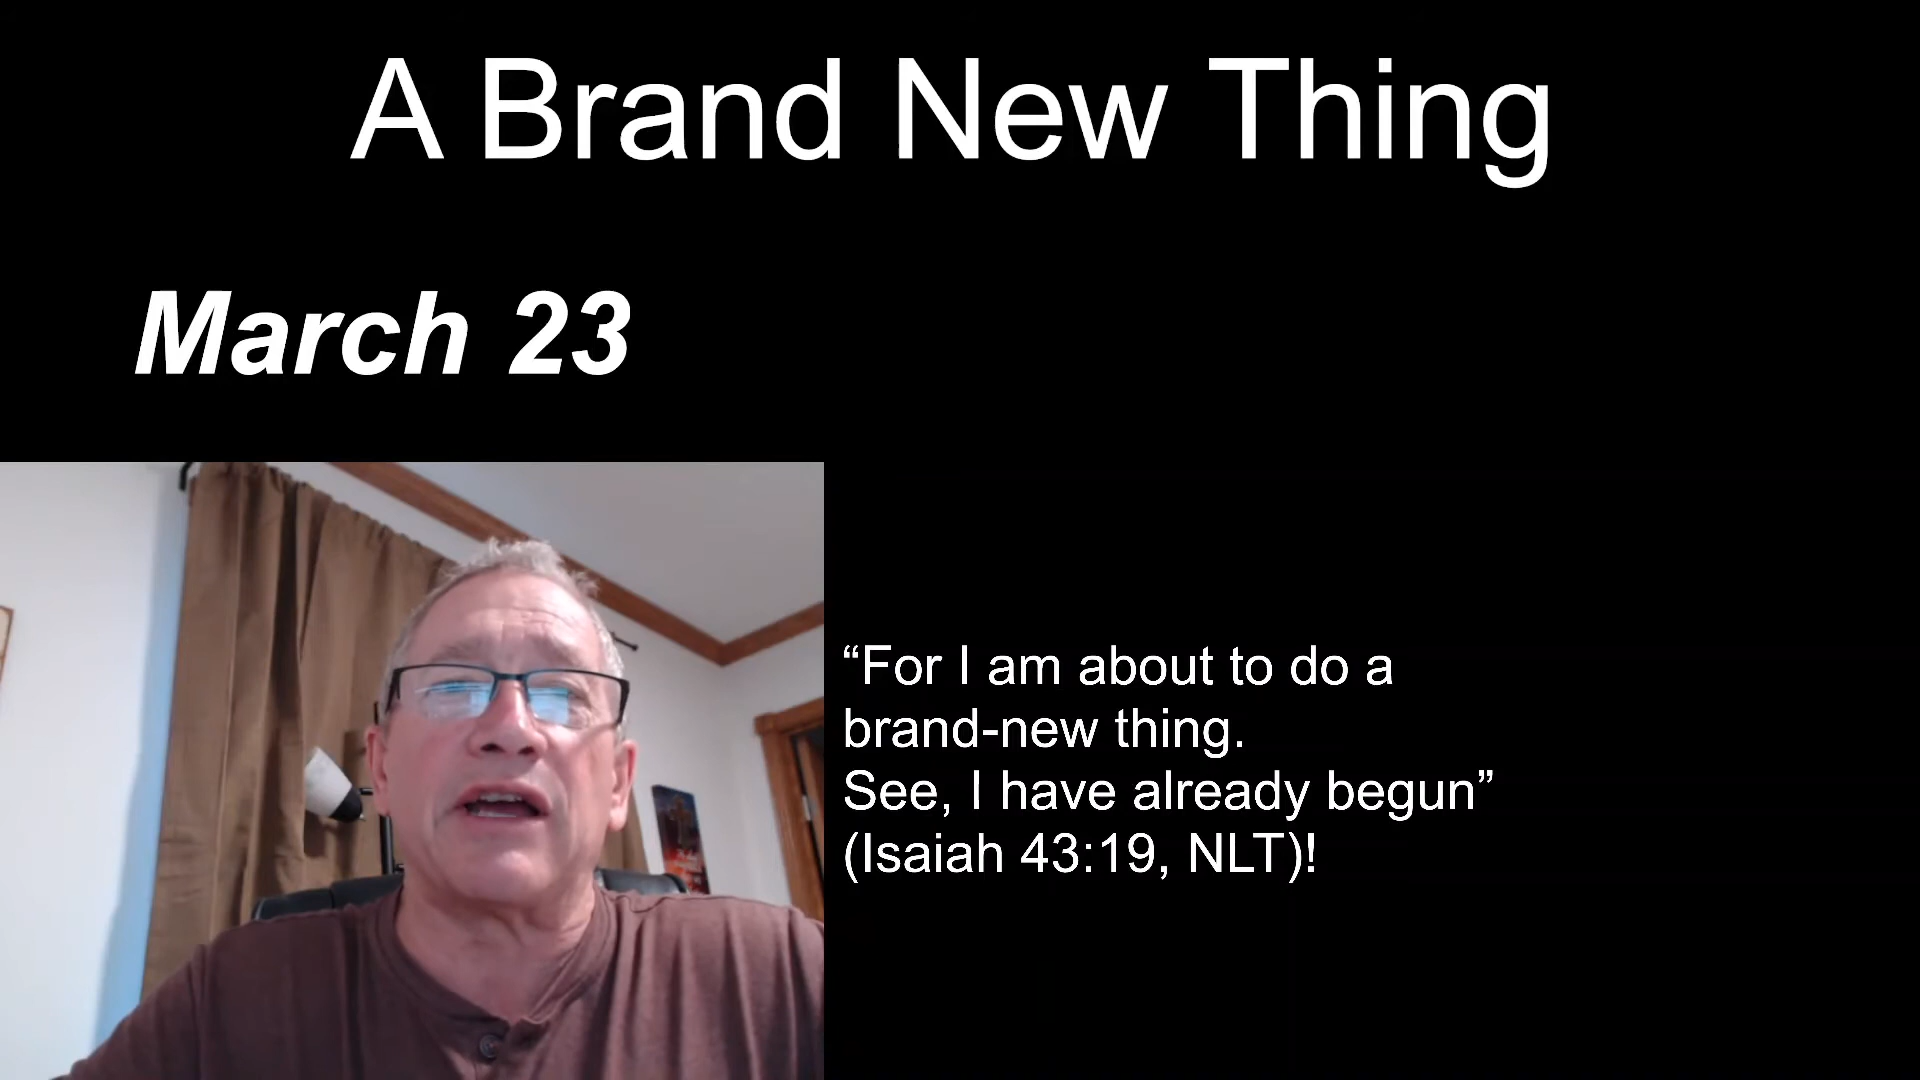 A Brand New Thing
March 23
“For I am about to do a
brand-new thing.
See, I have already begun”
(Isaiah 43:19, NLT)!